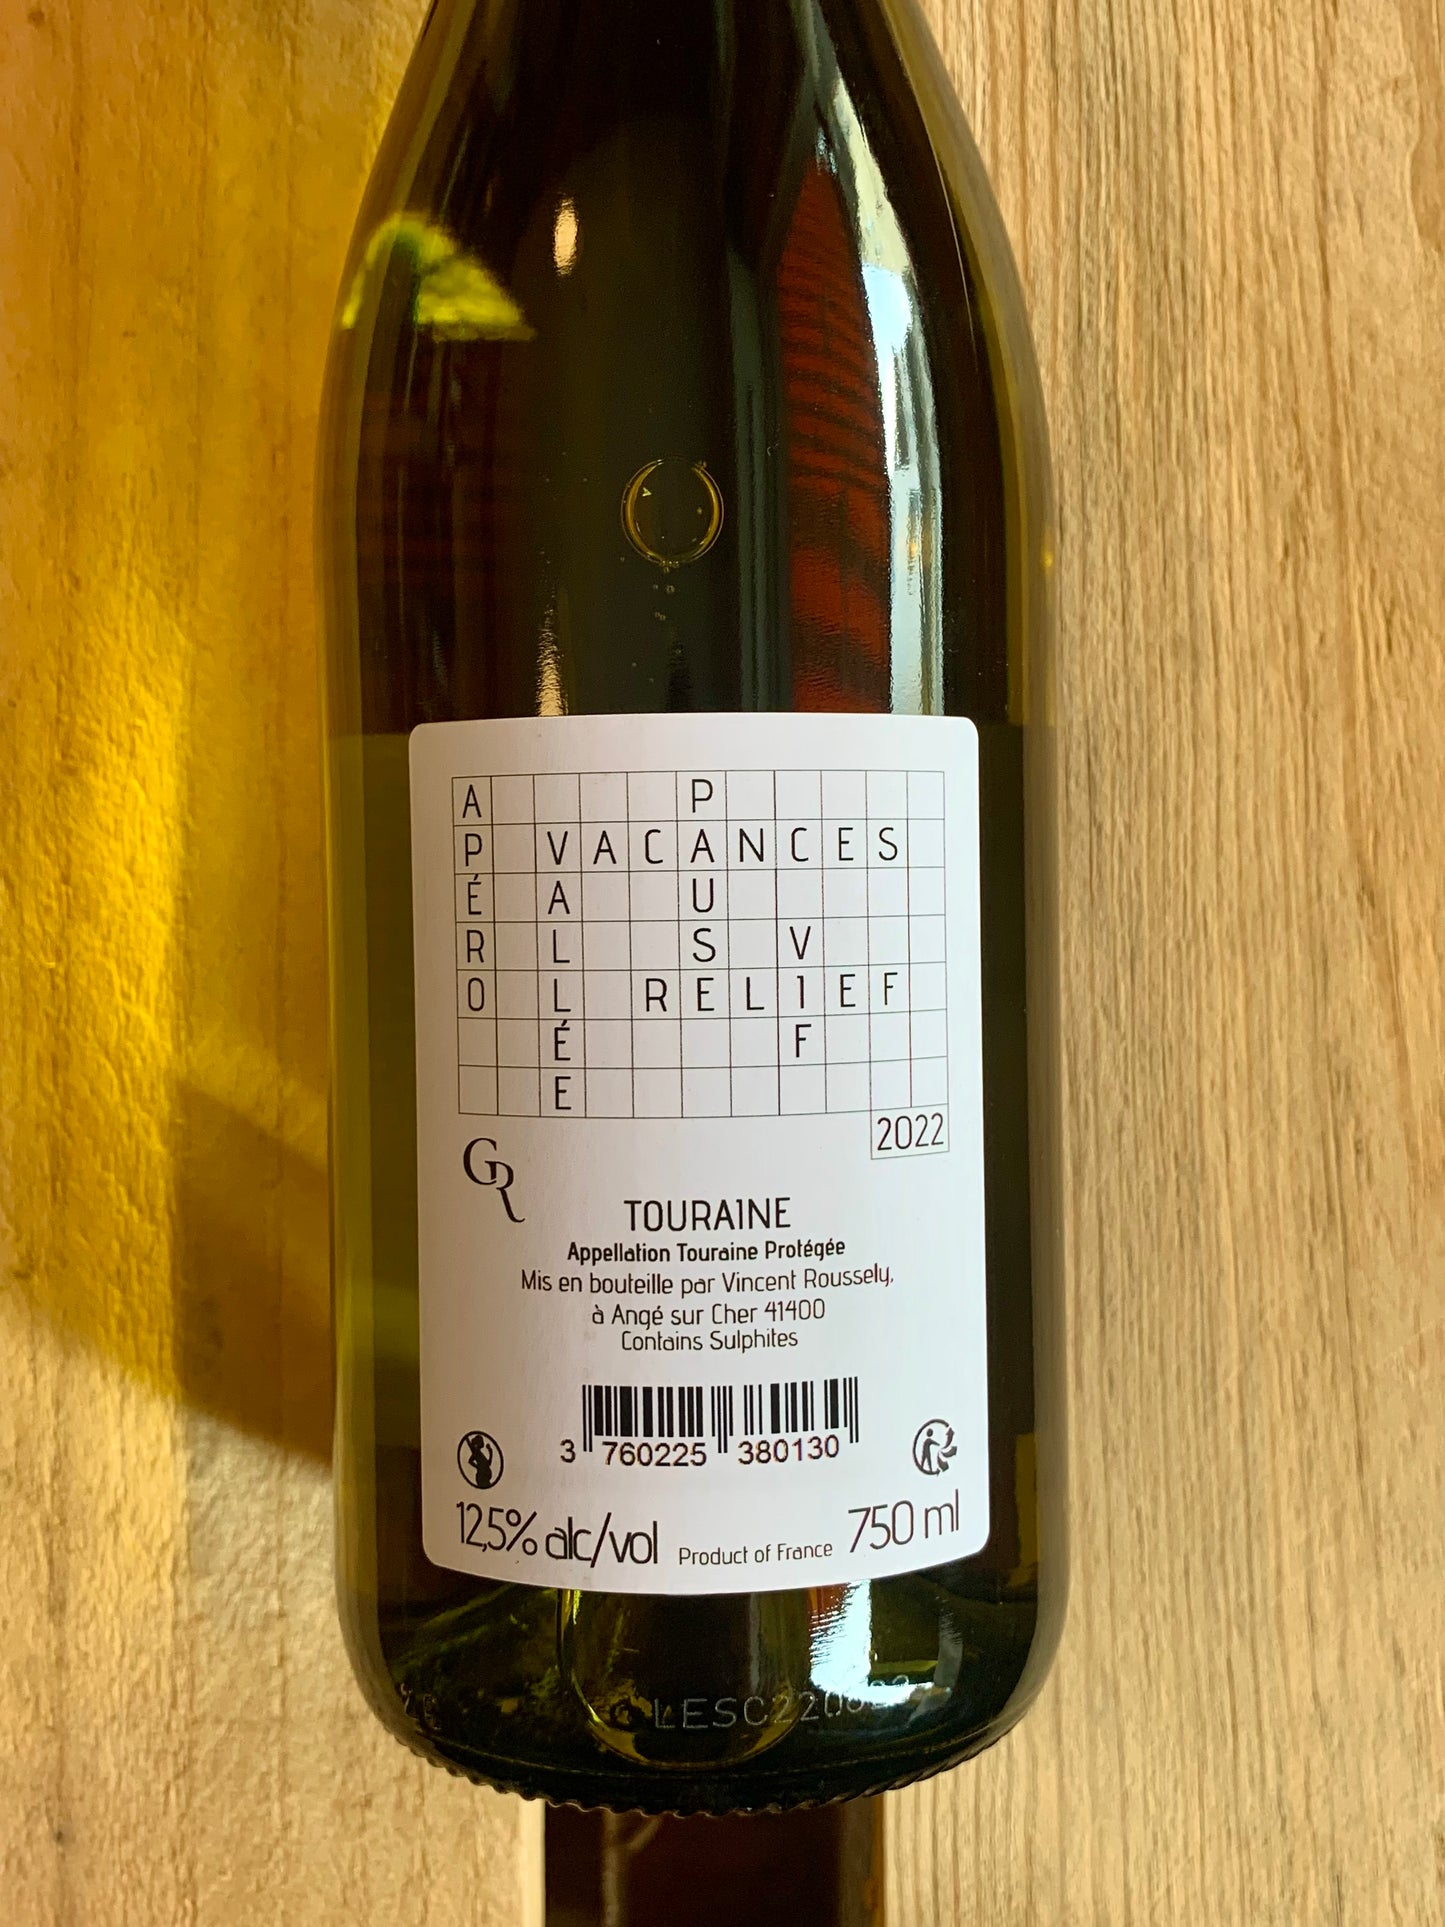 A P
P VACANCES
É A U
R L S V
O L RELIEF
É F
E
2022
GR
TOURAINE
Appellation Touraine Protégée
Mis en bouteille par Vincent Roussely,
à Angé sur Cher 41400
Contains Sulphites
3 760225 380130
12,5% alc/vol Product of France 750 ml